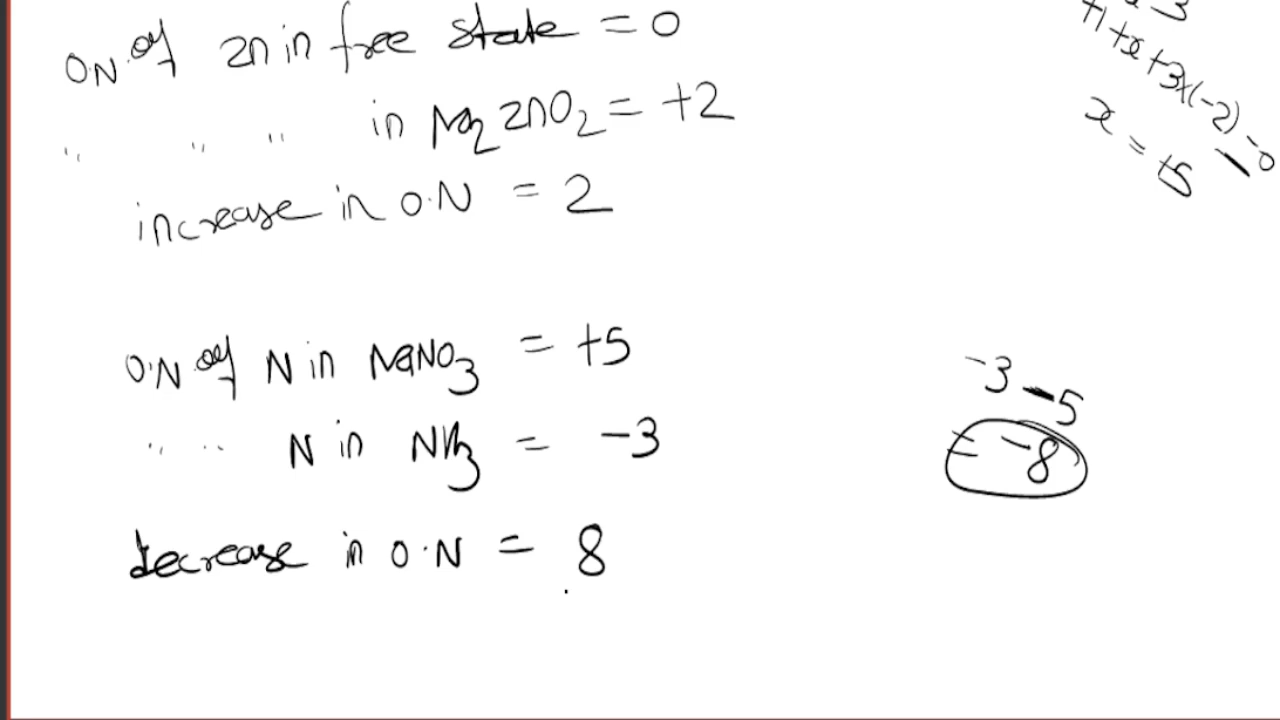 O.N. of Zn in free state = 0
" " " in Na2ZnO2 = +2
increase in O.N = 2
O.N of N in NaNO3 = +5
" " N in NH3 = -3
decrease in O.N = 8
+1+x+3x(-2)=0
x = +5
-3-5
= -8